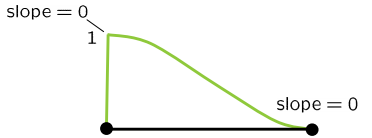 slope = 0
1
slope = 0